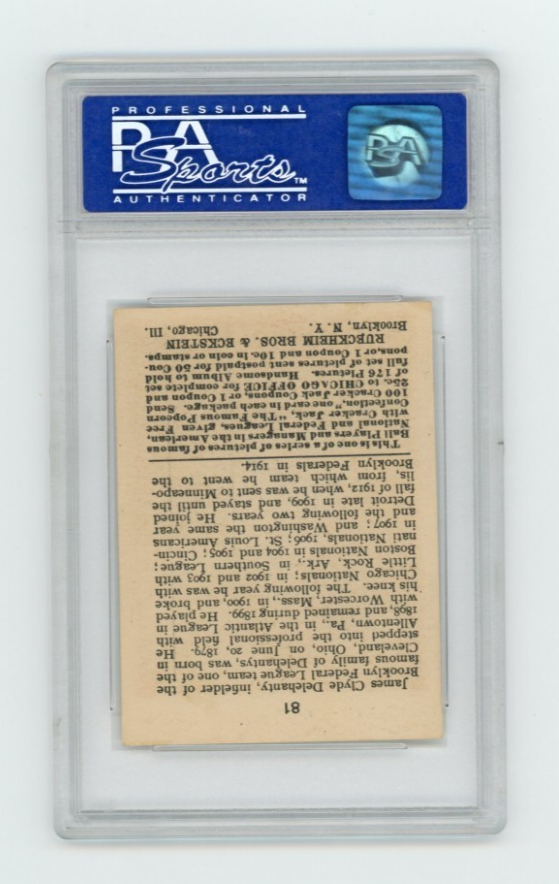 PROFESSIONAL
PSA
Sports TM
AUTHENTICATOR
PSA
81
James Clyde Delehanty, infielder, of the
Brooklyn Federal League team, one of the
famous family of Delehantys, was born in
Cleveland, Ohio, on June 20, 1879. He
stepped into the professional field with
Allentown, Pa., in the Atlantic League in
1898, and remained during 1899. He played
with Worcester, Mass., in 1900, and broke
his knee. The following year he was with
Chicago Nationals; in 1902 and 1903 with
Little Rock, Ark., in Southern League;
Boston Nationals in 1904 and 1905; Cincin-
nati Nationals, 1906; St. Louis Americans
in 1907; and Washington the same year
and the following two years. He joined
Detroit late in 1909, and stayed until the
fall of 1912, when he was sent to Minneapo-
lis, from which team he went to the
Brooklyn Federals in 1914.
This is one of a series of pictures of famous
Ball Players and Managers in the American,
National and Federal Leagues, given Free
with Cracker Jack, "The Famous Popcorn
Confection," one card in each package. Send
100 Cracker Jack Coupons, or 1 Coupon and
25c. to CHICAGO OFFICE for complete set
of 176 Pictures. Handsome Album to hold
full set of pictures sent postpaid for 50 Cou-
pons, or 1 Coupon and 10c. in coin or stamps.
RUECKHEIM BROS. & ECKSTEIN
Brooklyn, N. Y. Chicago, Ill.